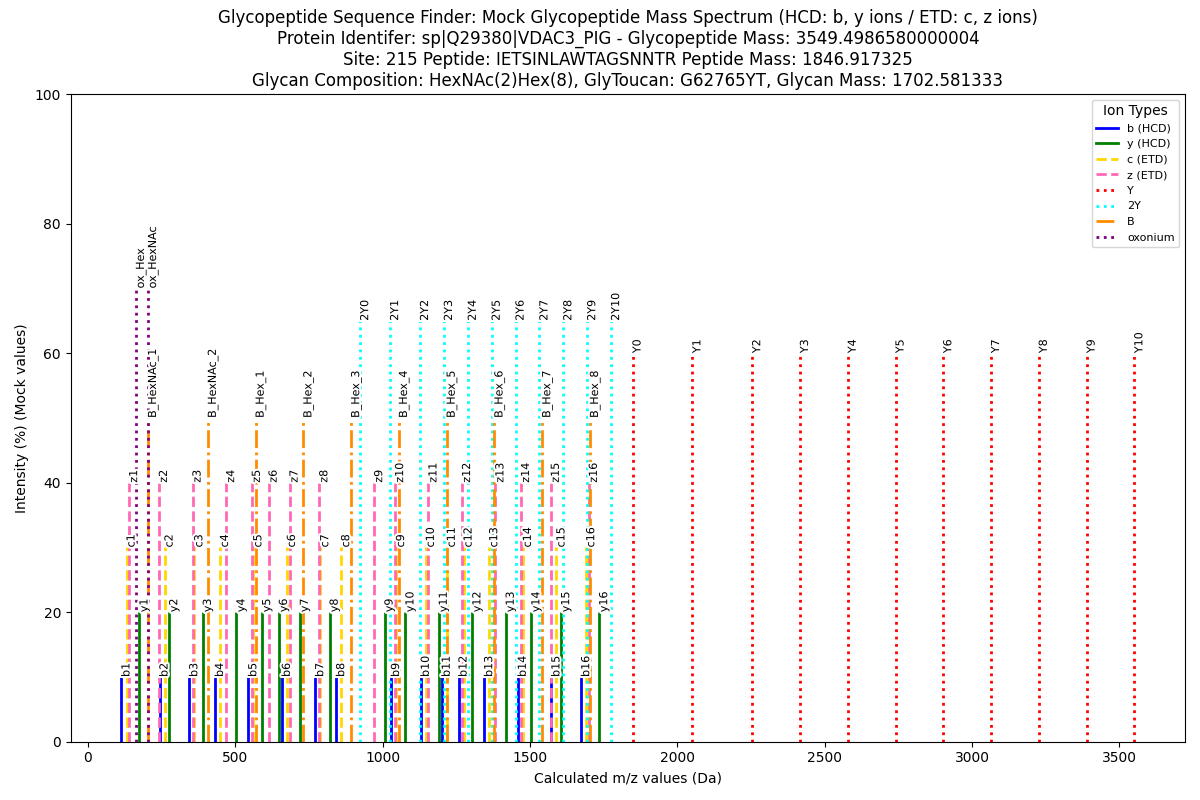 Glycopeptide Sequence Finder: Mock Glycopeptide Mass Spectrum (HCD: b, y ions / ETD: c, z ions)
Protein Identifer: sp|Q29380|VDAC3_PIG - Glycopeptide Mass: 3549.4986580000004
Site: 215 Peptide: IETSINLAWTAGSNNTR Peptide Mass: 1846.917325
Glycan Composition: HexNAc(2)Hex(8), GlyToucan: G62765YT, Glycan Mass: 1702.581333
Intensity (%) (Mock values)
100
80
60
40
20
0
Ion Types
b (HCD)
y (HCD)
c (ETD)
z (ETD)
Y
2Y
B
oxonium
ox_Hex
ox_HexNAc
2Y0
2Y1
2Y2
2Y3
2Y4
2Y5
2Y6
2Y7
2Y8
2Y9
2Y10
Y0
Y1
Y2
Y3
Y4
Y5
Y6
Y7
Y8
Y9
Y10
B_HexNAc_1
B_HexNAc_2
B_Hex_1
B_Hex_2
B_Hex_3
B_Hex_4
B_Hex_5
B_Hex_6
B_Hex_7
B_Hex_8
z1
z2
z3
z4
z5
z6
z7
z8
z9
z10
z11
z12
z13
z14
z15
z16
c1
c2
c3
c4
c5
c6
c7
c8
c9
c10
c11
c12
c13
c14
c15
c16
y1
y2
y3
y4
y5
y6
y7
y8
y9
y10
y11
y12
y13
y14
y15
y16
b1
b2
b3
b4
b5
b6
b7
b8
b9
b10
b11
b12
b13
b14
b15
b16
0
500
1000
1500
2000
2500
3000
3500
Calculated m/z values (Da)